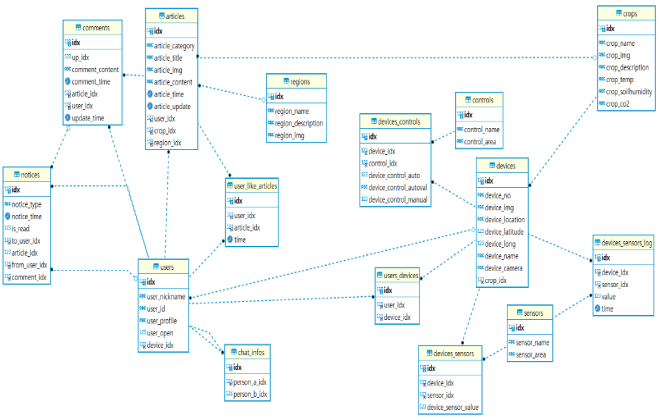 comments
idx
up_idx
comment_content
comment_time
article_idx
user_idx
update_time
articles
idx
article_category
article_title
article_img
article_content
article_time
article_update
user_idx
crop_idx
region_idx
regions
idx
region_name
region_description
region_img
crops
idx
crop_name
crop_img
crop_description
crop_temp
crop_soilhumidity
crop_co2
devices_controls
idx
device_idx
control_idx
device_control_auto
device_control_autoval
device_control_manual
controls
idx
control_name
control_area
notices
idx
notice_type
notice_time
is_read
to_user_idx
article_idx
from_user_idx
comment_idx
user_like_articles
idx
user_idx
article_idx
time
devices
idx
device_no
device_img
device_location
device_latitude
device_long
device_name
device_camera
crop_idx
users
idx
user_nickname
user_id
user_profile
user_open
device_idx
users_devices
idx
user_idx
device_idx
devices_sensors_log
idx
device_idx
sensor_idx
value
time
sensors
idx
sensor_name
sensor_area
chat_infos
idx
person_a_idx
person_b_idx
devices_sensors
idx
device_idx
sensor_idx
device_sensor_value